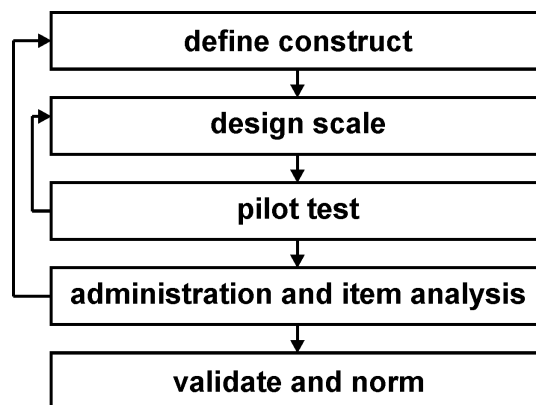 define construct
design scale
pilot test
administration and item analysis
validate and norm